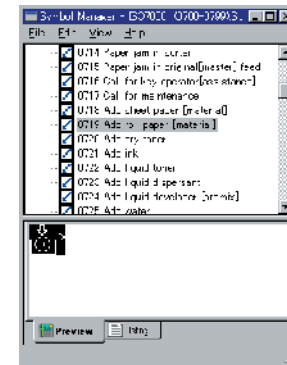 Symbol Manager - ISO7000 (0700-0799).S...
File Edit View Help
0714 Paper jam in sorter
0715 Paper jam in original[master] feed
0716 Call for key operator[assistance]
0717 Call for maintenance
0718 Add sheet paper [material]
0719 Add roll paper [material]
0720 Add dry toner
0721 Add ink
0722 Add liquid toner
0723 Add liquid dispersant
0724 Add liquid developer [premix]
0725 Add water
Preview